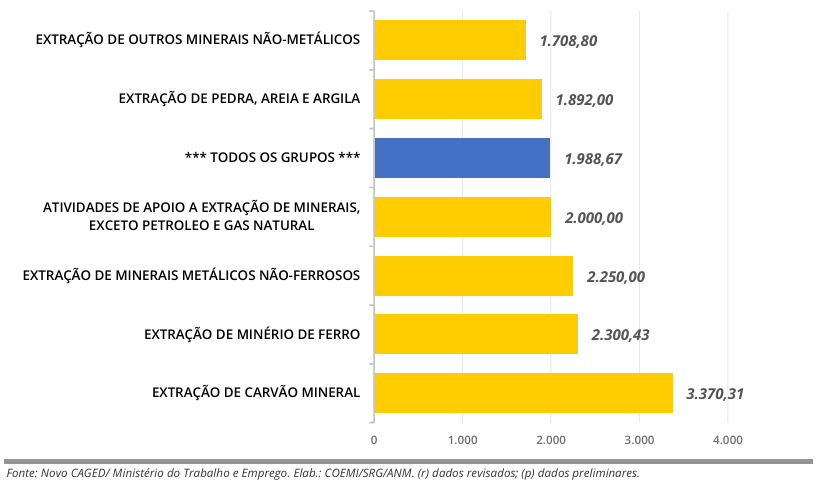 EXTRAÇÃO DE OUTROS MINERAIS NÃO-METÁLICOS
1.708,80
EXTRAÇÃO DE PEDRA, AREIA E ARGILA
1.892,00
*** TODOS OS GRUPOS ***
1.988,67
ATIVIDADES DE APOIO A EXTRAÇÃO DE MINERAIS,
EXCETO PETROLEO E GAS NATURAL
2.000,00
EXTRAÇÃO DE MINERAIS METÁLICOS NÃO-FERROSOS
2.250,00
EXTRAÇÃO DE MINÉRIO DE FERRO
2.300,43
EXTRAÇÃO DE CARVÃO MINERAL
3.370,31
0 1.000 2.000 3.000 4.000
Fonte: Novo CAGED/ Ministério do Trabalho e Emprego. Elab.: COEMI/SRG/ANM. (r) dados revisados; (p) dados preliminares.